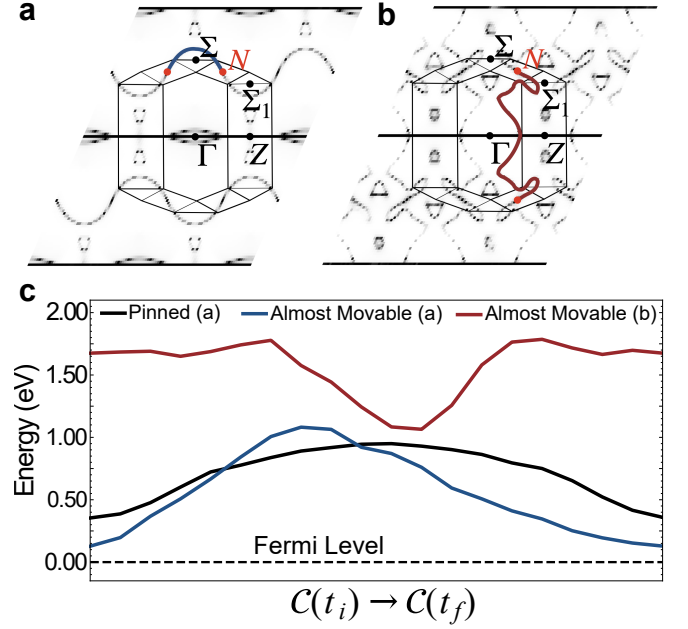 a
Σ
N
Σ₁
Γ
Z
b
Σ
N
Σ₁
Γ
Z
c
Pinned (a) Almost Movable (a) Almost Movable (b)
2.00
1.50
1.00
0.50
0.00
Energy (eV)
Fermi Level
𝒞(tᵢ) → 𝒞(t_f)